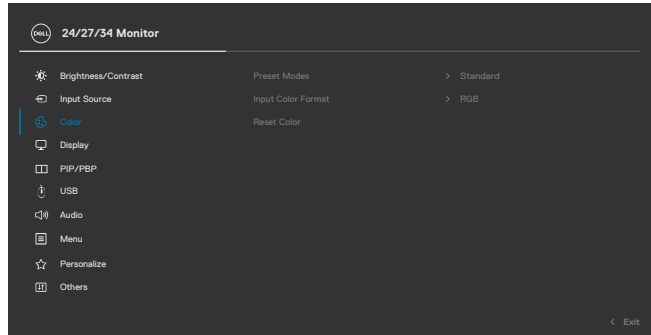 DELL 24/27/34 Monitor
Brightness/Contrast Preset Modes > Standard
Input Source Input Color Format > RGB
Color Reset Color
Display
PIP/PBP
USB
Audio
Menu
Personalize
Others
< Exit